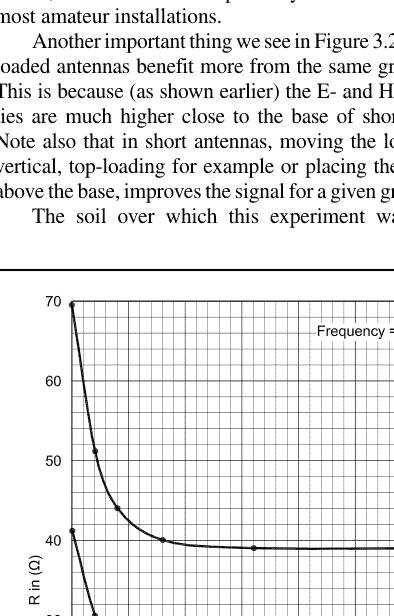 most amateur installations.
Another important thing we see in Figure 3.2
loaded antennas benefit more from the same gr
This is because (as shown earlier) the E- and H
dies are much higher close to the base of shor
Note also that in short antennas, moving the lo
vertical, top-loading for example or placing the
above the base, improves the signal for a given gr
The soil over which this experiment wa
70
Frequency =
60
50
40
R in (Ω)